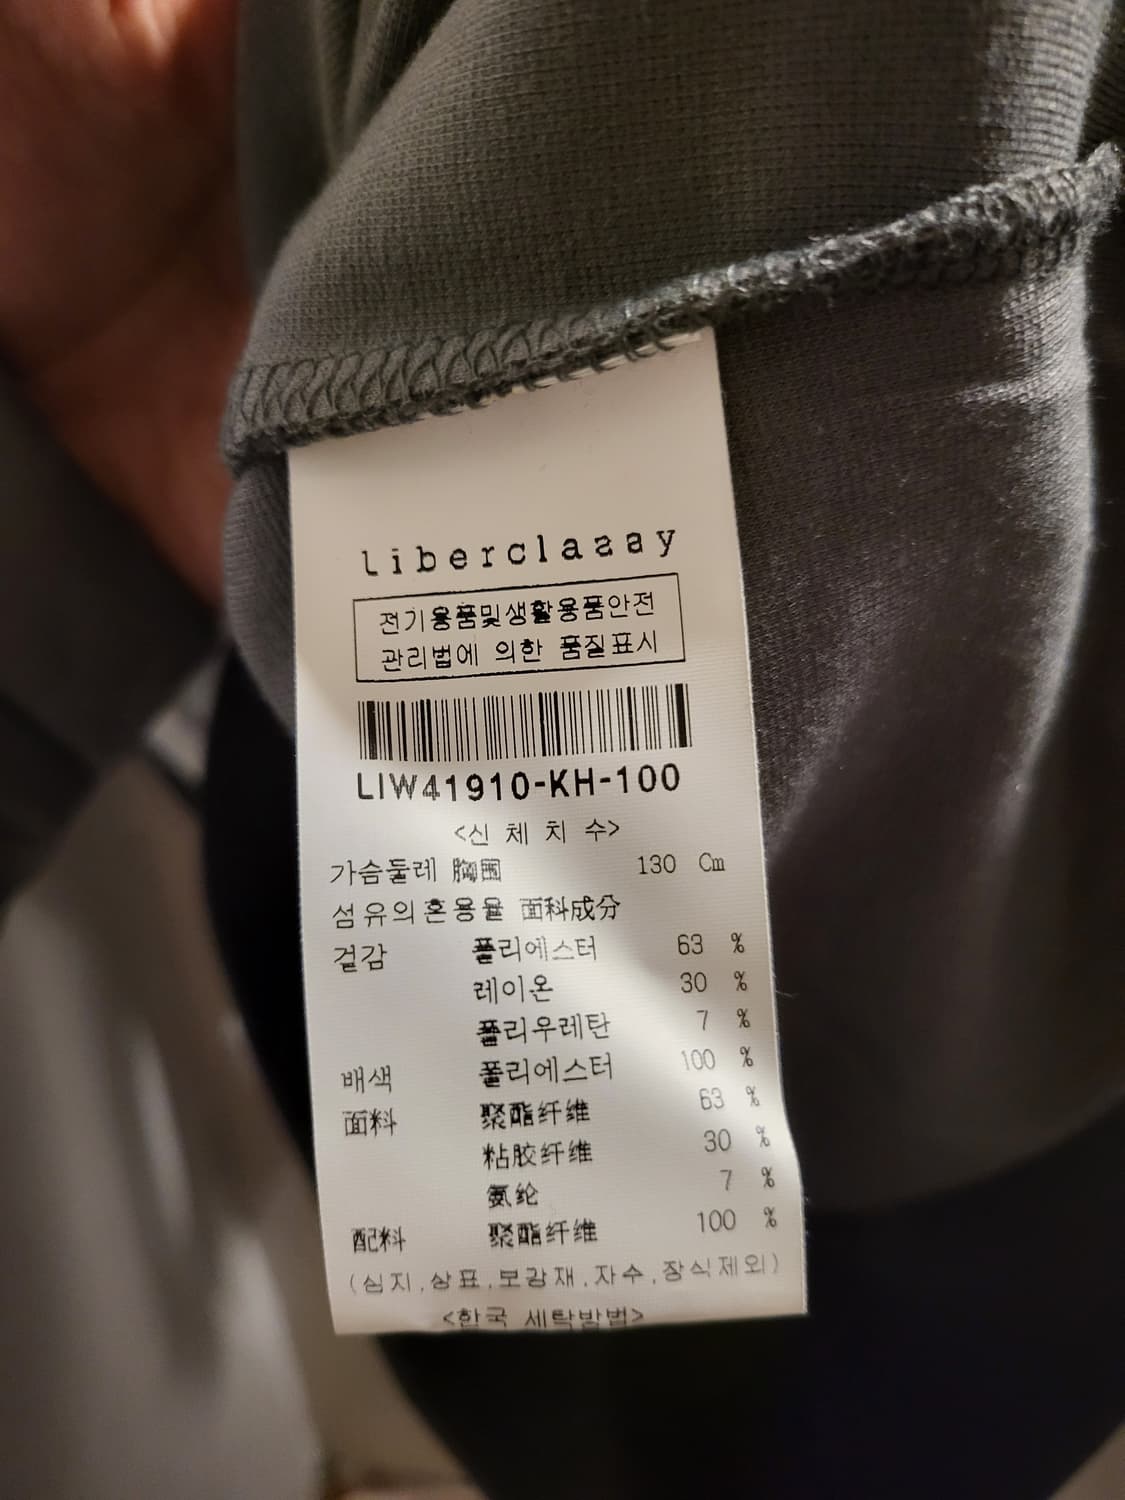 liberclassy
전기용품및생활용품안전
관리법에 의한 품질표시
LIW41910-KH-100
<신 체 치 수>
가슴둘레 胸围 130 Cm
섬유의혼용율 面料成分
겉감 폴리에스터 63 %
레이온 30 %
폴리우레탄 7 %
배색 폴리에스터 100 %
面料 聚酯纤维 63 %
粘胶纤维 30 %
氨纶 7 %
配料 聚酯纤维 100 %
(심지,상표,보강재,자수,장식제외)
<한국 세탁방법>